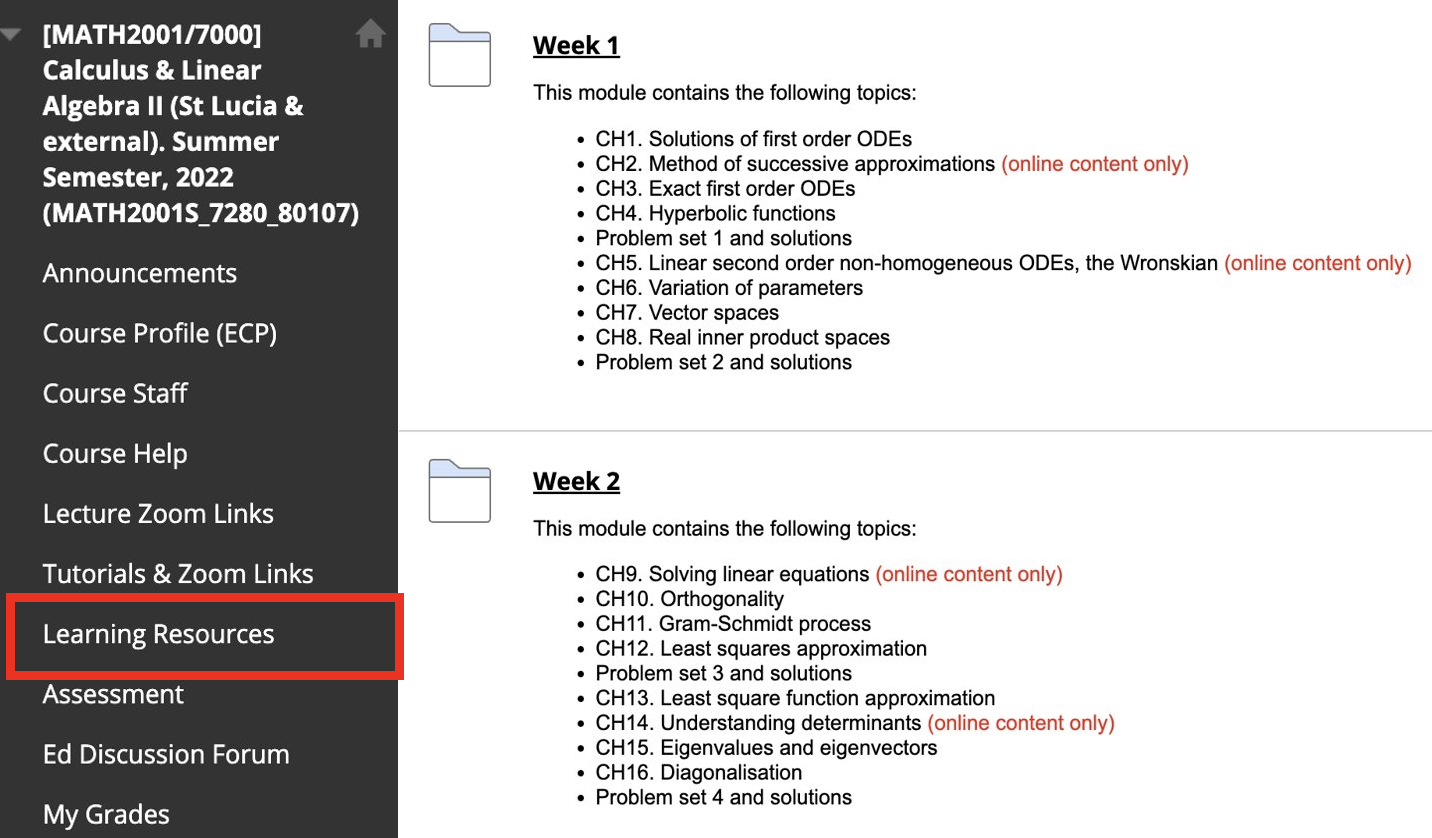 [MATH2001/7000]
Calculus & Linear
Algebra II (St Lucia &
external). Summer
Semester, 2022
(MATH2001S_7280_80107)
Announcements
Course Profile (ECP)
Course Staff
Course Help
Lecture Zoom Links
Tutorials & Zoom Links
Learning Resources
Assessment
Ed Discussion Forum
My Grades
Week 1
This module contains the following topics:
• CH1. Solutions of first order ODEs
• CH2. Method of successive approximations (online content only)
• CH3. Exact first order ODEs
• CH4. Hyperbolic functions
• Problem set 1 and solutions
• CH5. Linear second order non-homogeneous ODEs, the Wronskian (online content only)
• CH6. Variation of parameters
• CH7. Vector spaces
• CH8. Real inner product spaces
• Problem set 2 and solutions
Week 2
This module contains the following topics:
• CH9. Solving linear equations (online content only)
• CH10. Orthogonality
• CH11. Gram-Schmidt process
• CH12. Least squares approximation
• Problem set 3 and solutions
• CH13. Least square function approximation
• CH14. Understanding determinants (online content only)
• CH15. Eigenvalues and eigenvectors
• CH16. Diagonalisation
• Problem set 4 and solutions